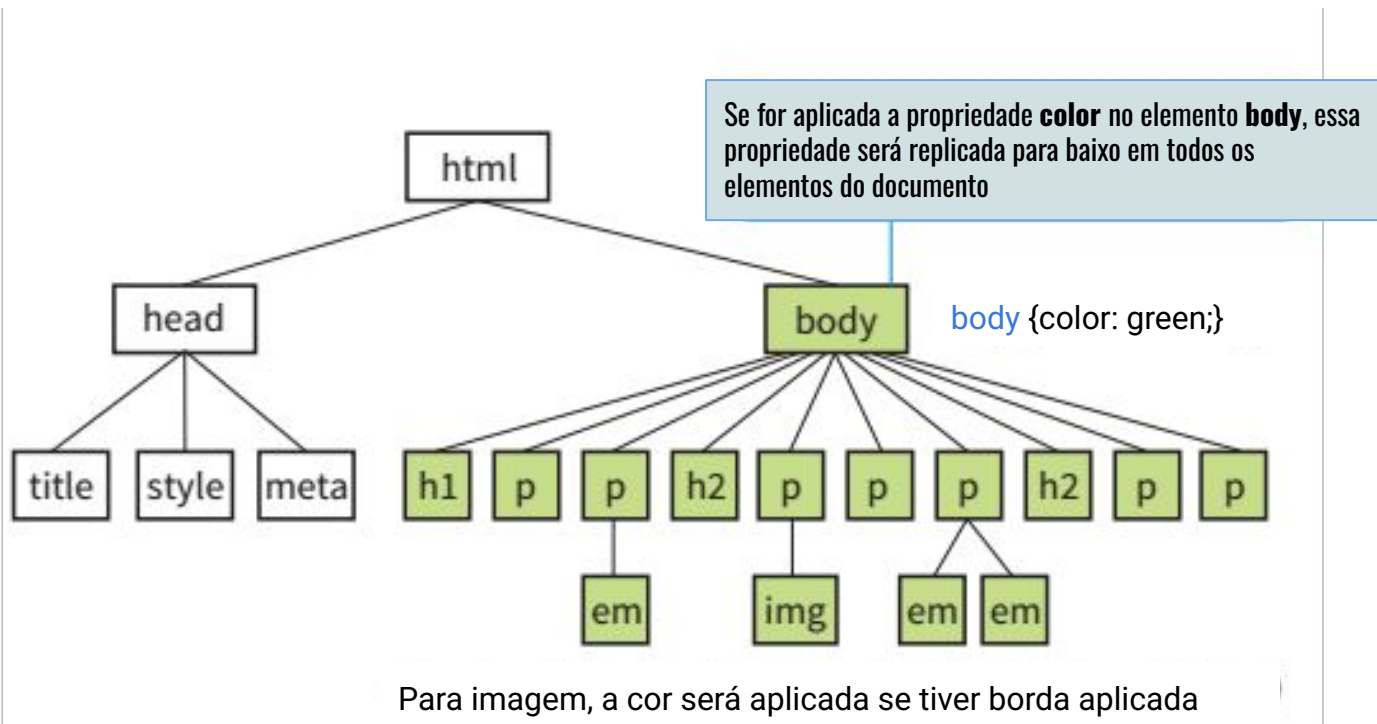 Se for aplicada a propriedade color no elemento body, essa
propriedade será replicada para baixo em todos os
elementos do documento
html
head
body
body {color: green;}
title
style
meta
h1
p
p
h2
p
p
p
h2
p
p
em
img
em
em
Para imagem, a cor será aplicada se tiver borda aplicada